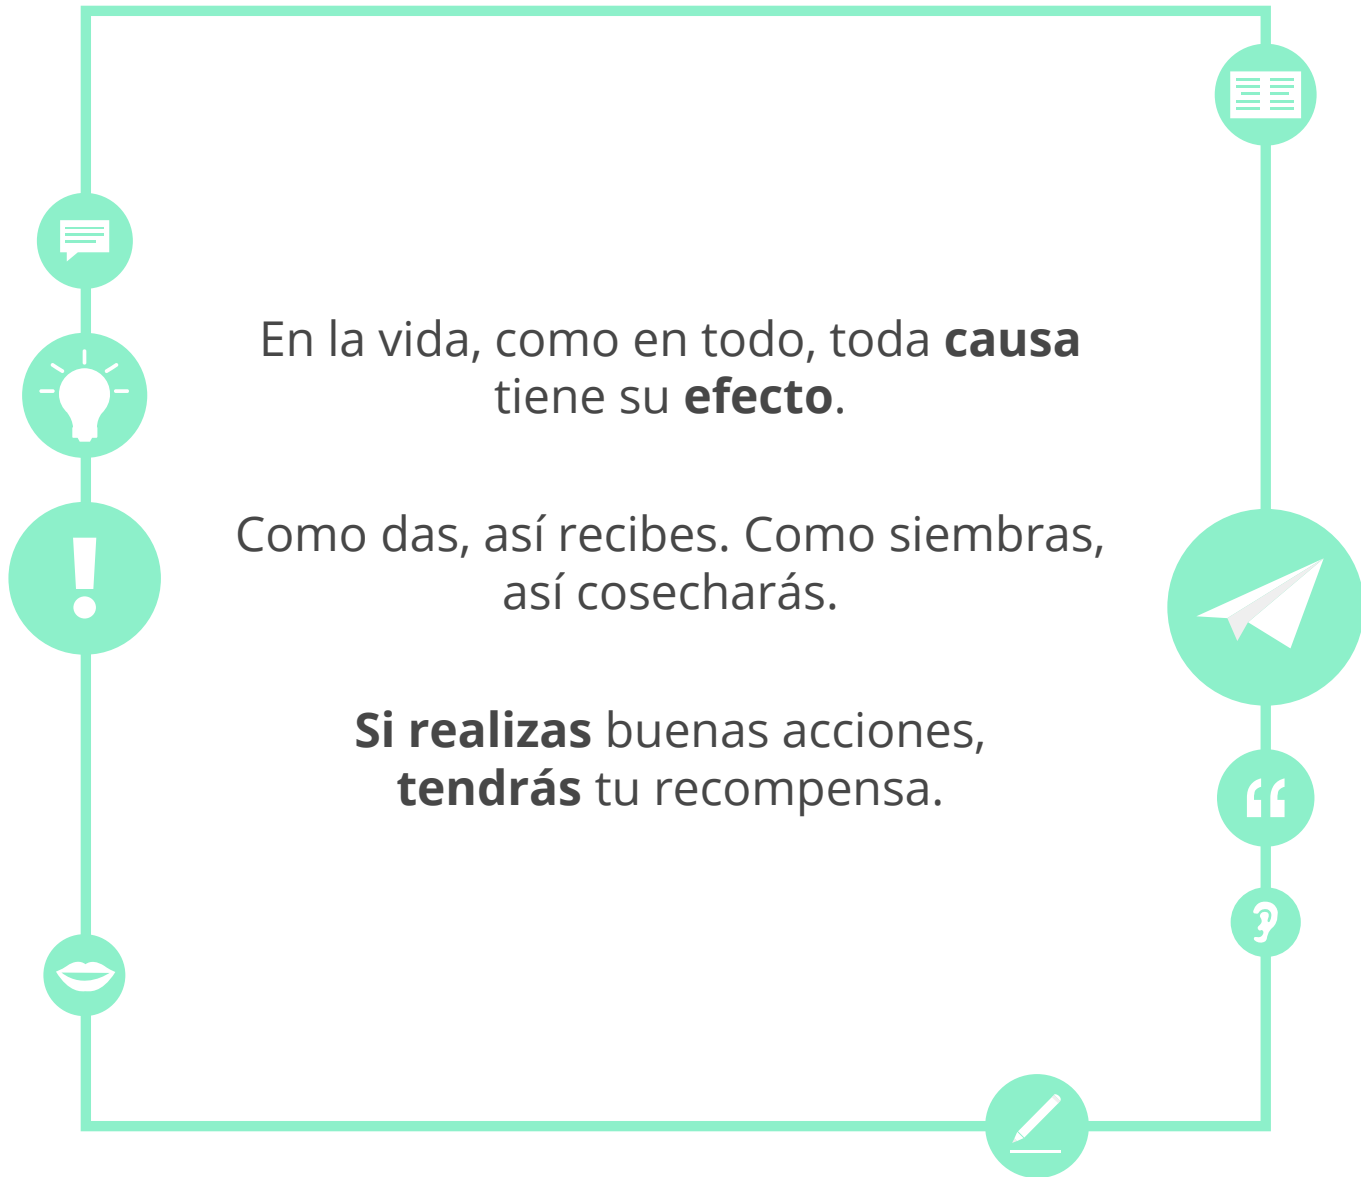 En la vida, como en todo, toda causa
tiene su efecto.
Como das, así recibes. Como siembras,
así cosecharás.
Si realizas buenas acciones,
tendrás tu recompensa.